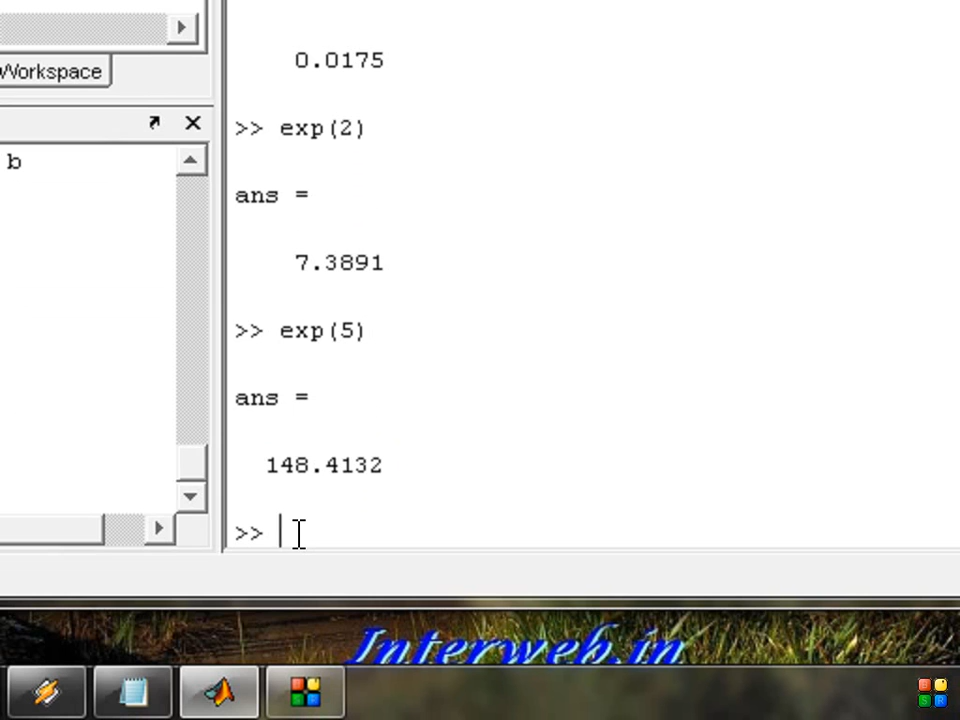 0.0175
Workspace
>> exp(2)
b
ans =
7.3891
>> exp(5)
ans =
148.4132
>>
Interweb.in